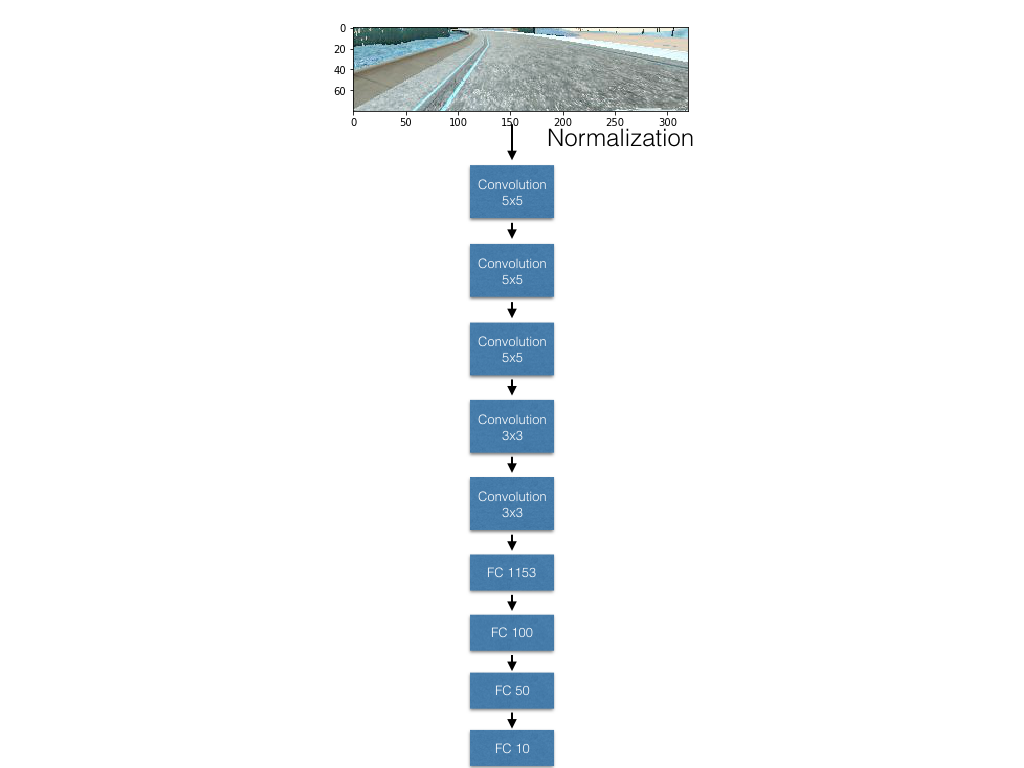 0
20
40
60
0 50 100 150 200 250 300
Normalization
Convolution
5x5
Convolution
5x5
Convolution
5x5
Convolution
3x3
Convolution
3x3
FC 1153
FC 100
FC 50
FC 10